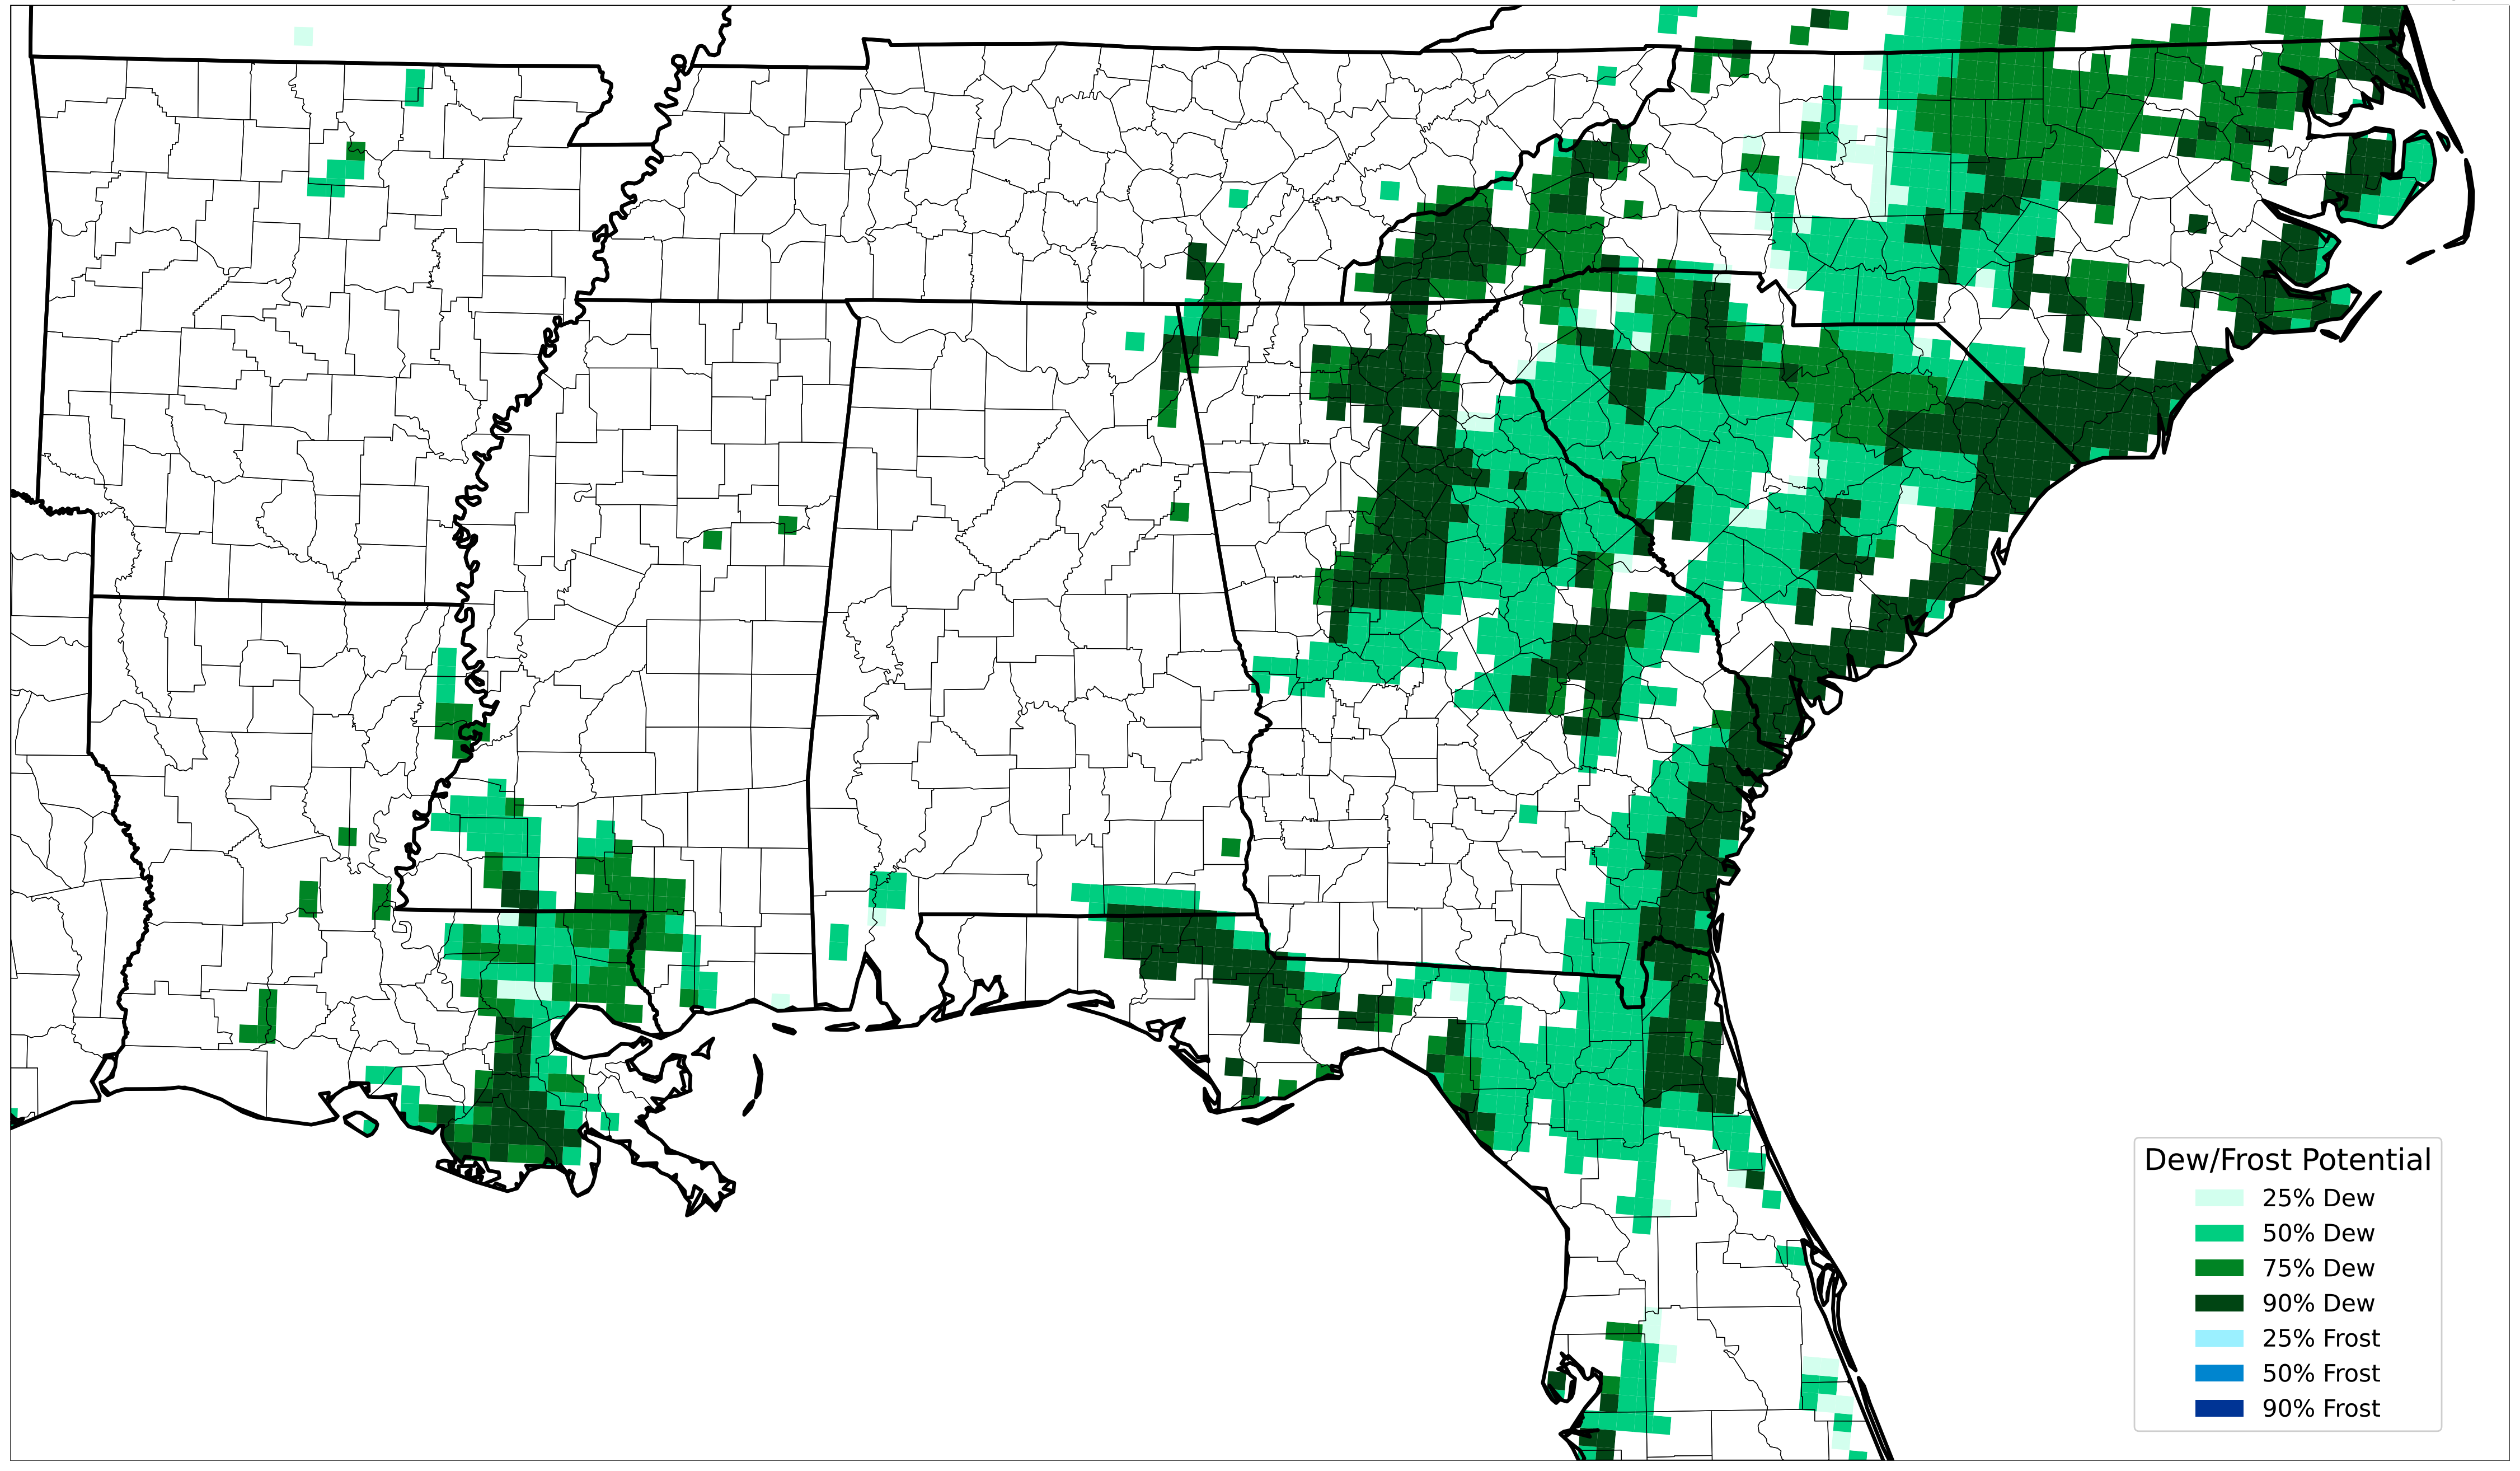 Dew/Frost Potential
25% Dew
50% Dew
75% Dew
90% Dew
25% Frost
50% Frost
90% Frost